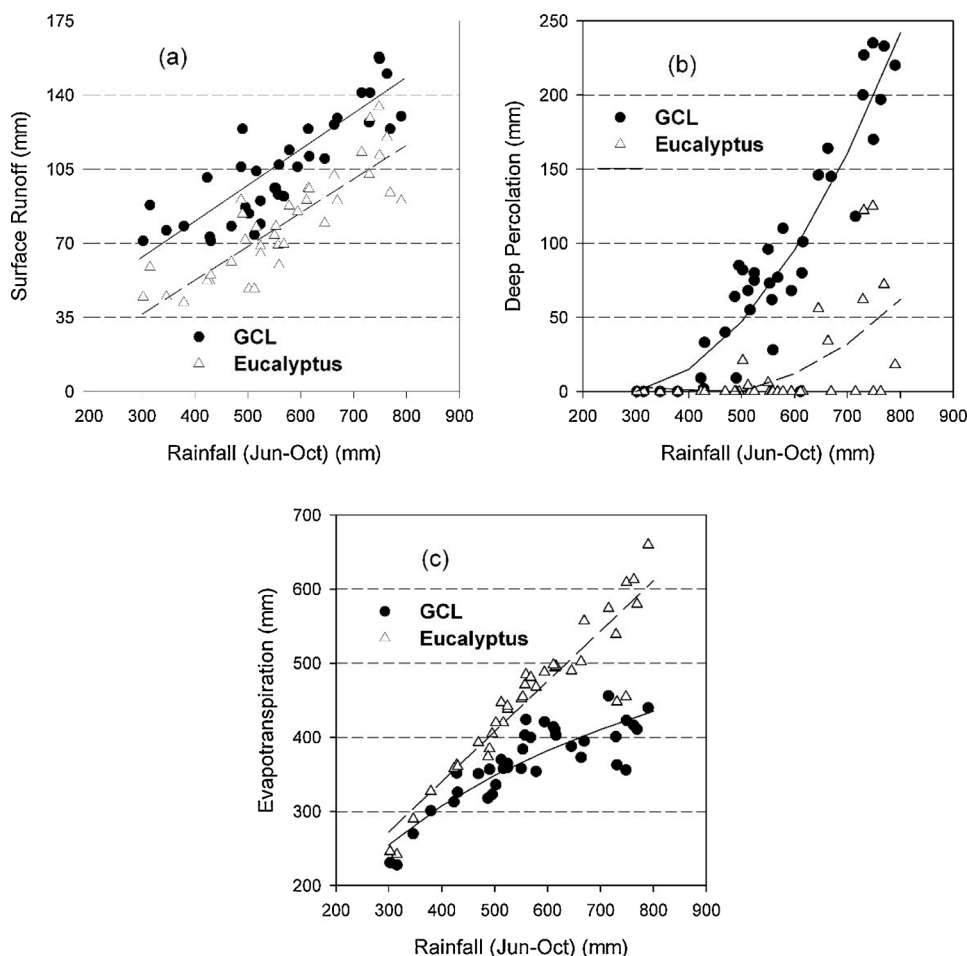 175
140
105
70
35
0
Surface Runoff (mm)
(a)
GCL
Eucalyptus
200 300 400 500 600 700 800 900
Rainfall (Jun-Oct) (mm)
250
200
150
100
50
0
Deep Percolation (mm)
(b)
GCL
Eucalyptus
200 300 400 500 600 700 800 900
Rainfall (Jun-Oct) (mm)
700
600
500
400
300
200
Evapotranspiration (mm)
(c)
GCL
Eucalyptus
200 300 400 500 600 700 800 900
Rainfall (Jun-Oct) (mm)